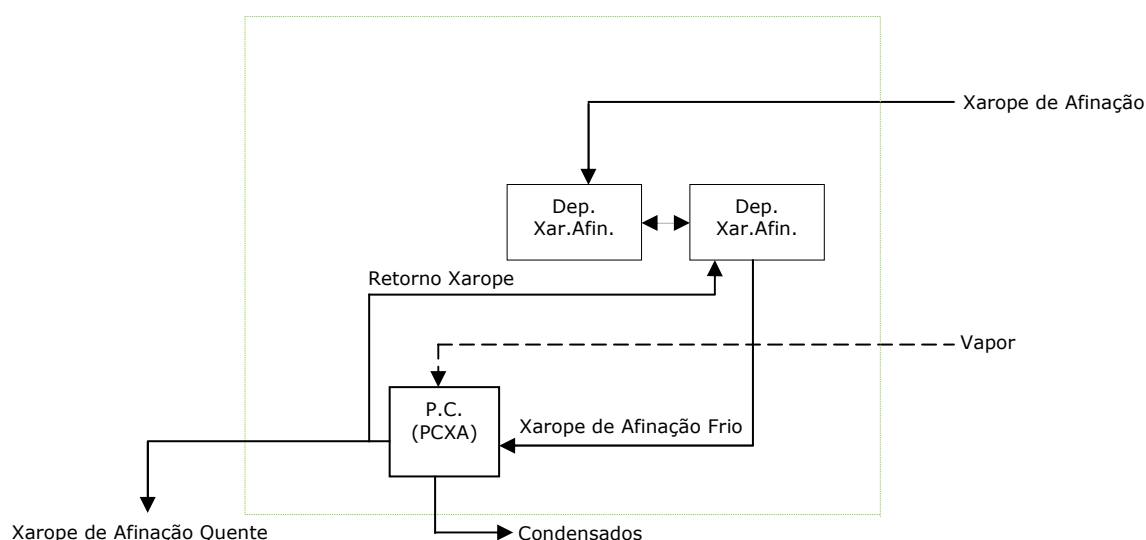 Xarope de Afinação
Dep.
Xar.Afin.
Dep.
Xar.Afin.
Retorno Xarope
Vapor
P.C.
(PCXA)
Xarope de Afinação Frio
Xarope de Afinação Quente
Condensados